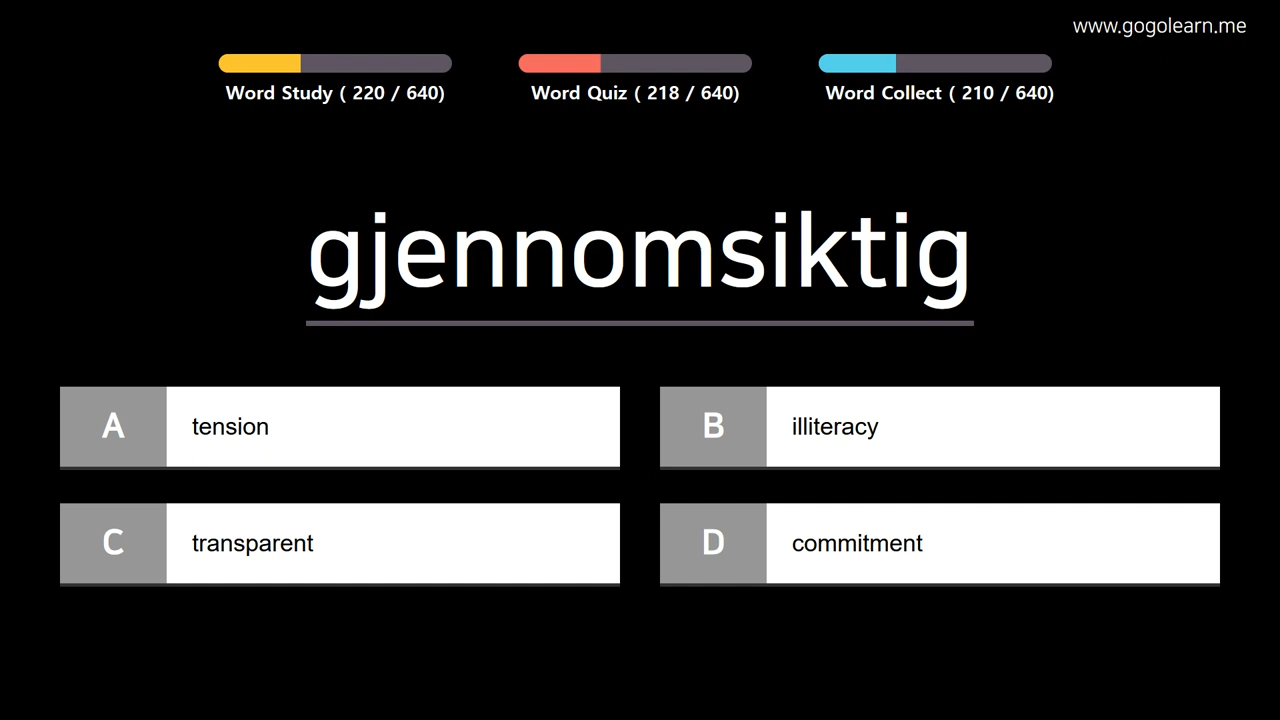 www.gogolearn.me
Word Study ( 220 / 640)
Word Quiz ( 218 / 640)
Word Collect ( 210 / 640)
gjennomsiktig
A tension
B illiteracy
C transparent
D commitment